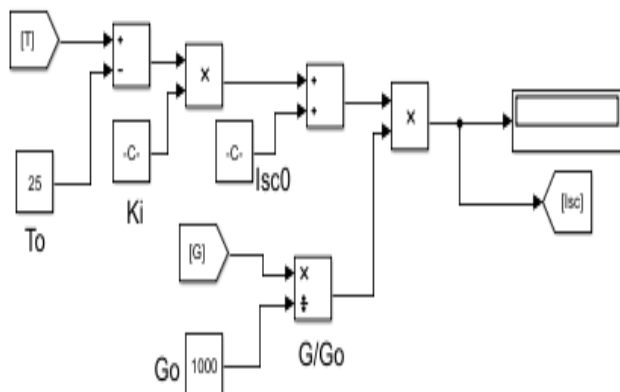 [T]
+
−
×
25
To
-C-
Ki
-C-
Isc0
+
+
×
[Isc]
[G]
×
÷
G/Go
Go
1000